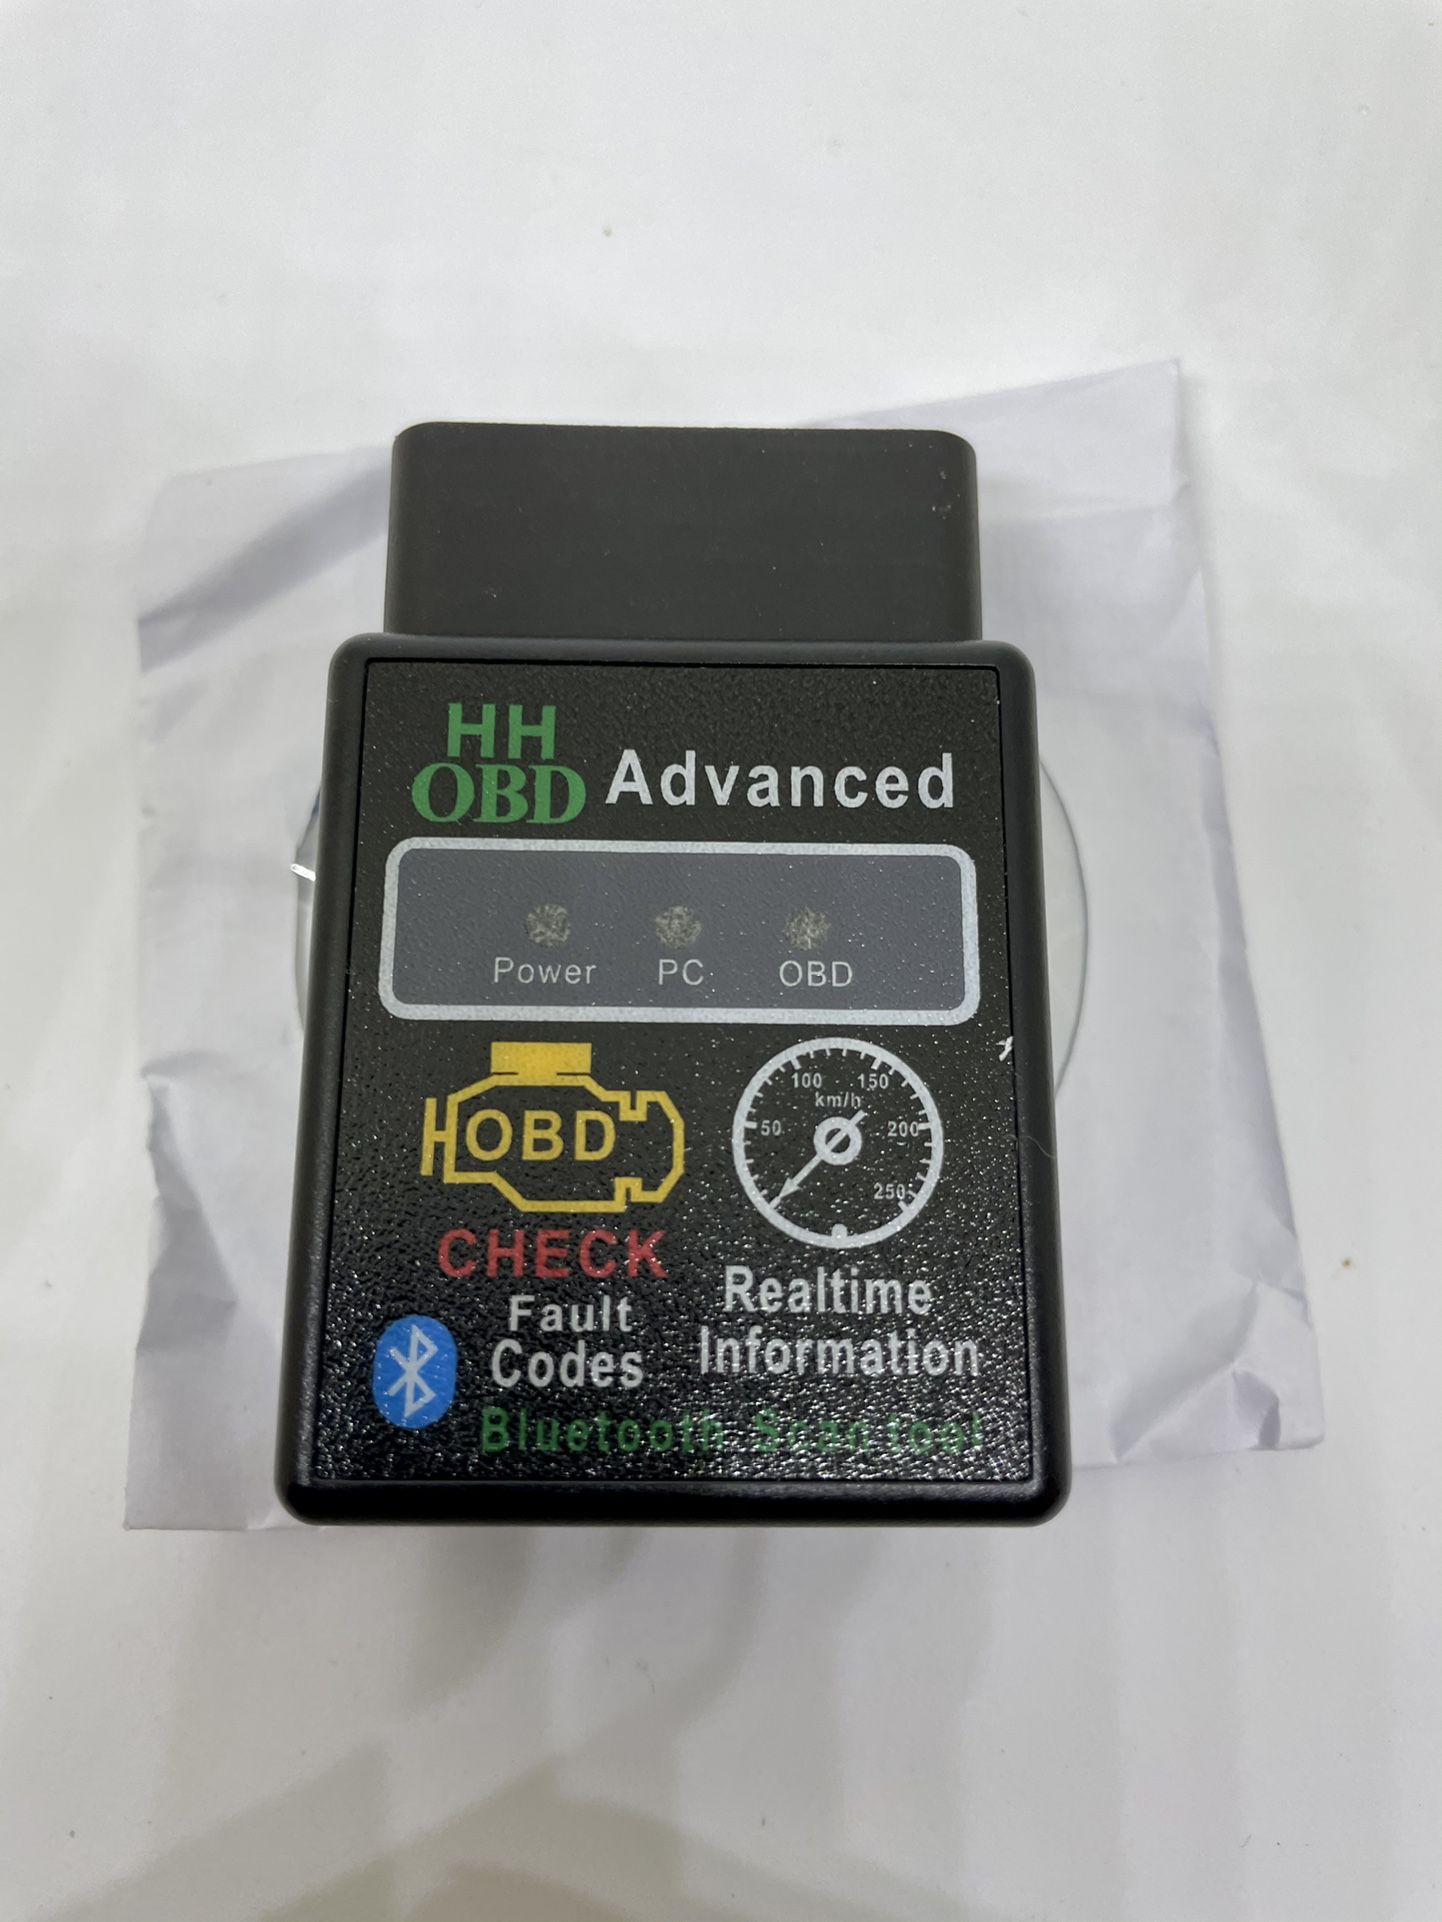 HH
OBD Advanced
Power PC OBD
OBD
100 150
km/h
50 200
250
CHECK
Fault
Codes
Realtime
Information
Bluetooth Scan tool